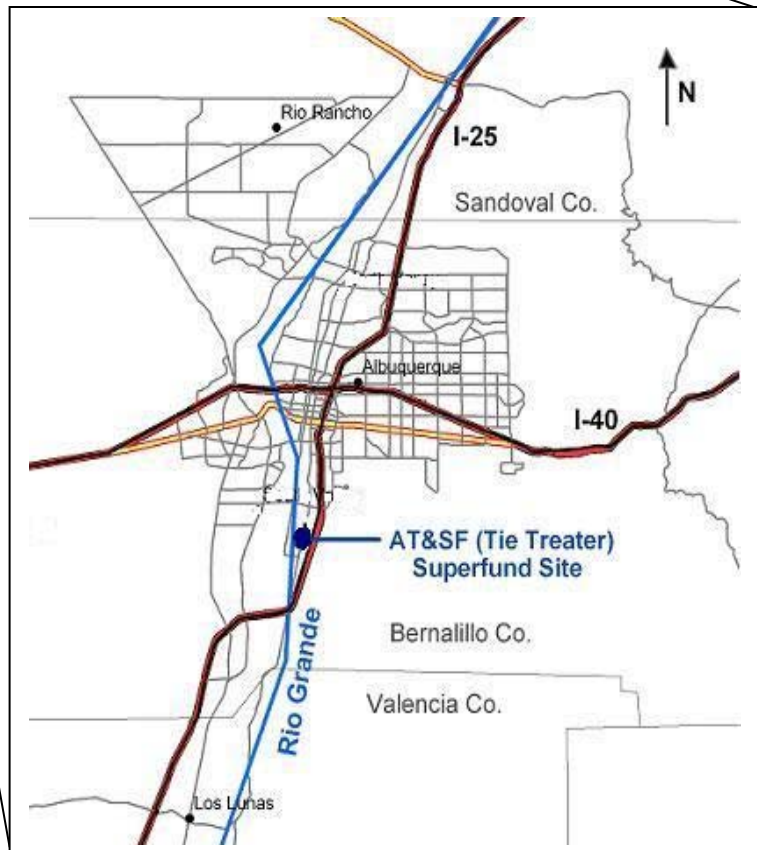 Rio Rancho
N
I-25
Sandoval Co.
Albuquerque
I-40
AT&SF (Tie Treater)
Superfund Site
Bernalillo Co.
Rio Grande
Valencia Co.
Los Lunas